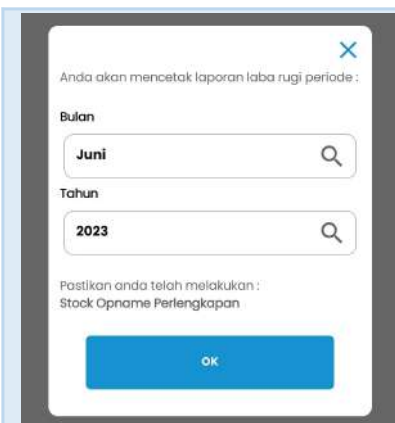 Anda akan mencetak laporan laba rugi periode :
Bulan
Juni
Tahun
2023
Pastikan anda telah melakukan :
Stock Opname Perlengkapan
OK